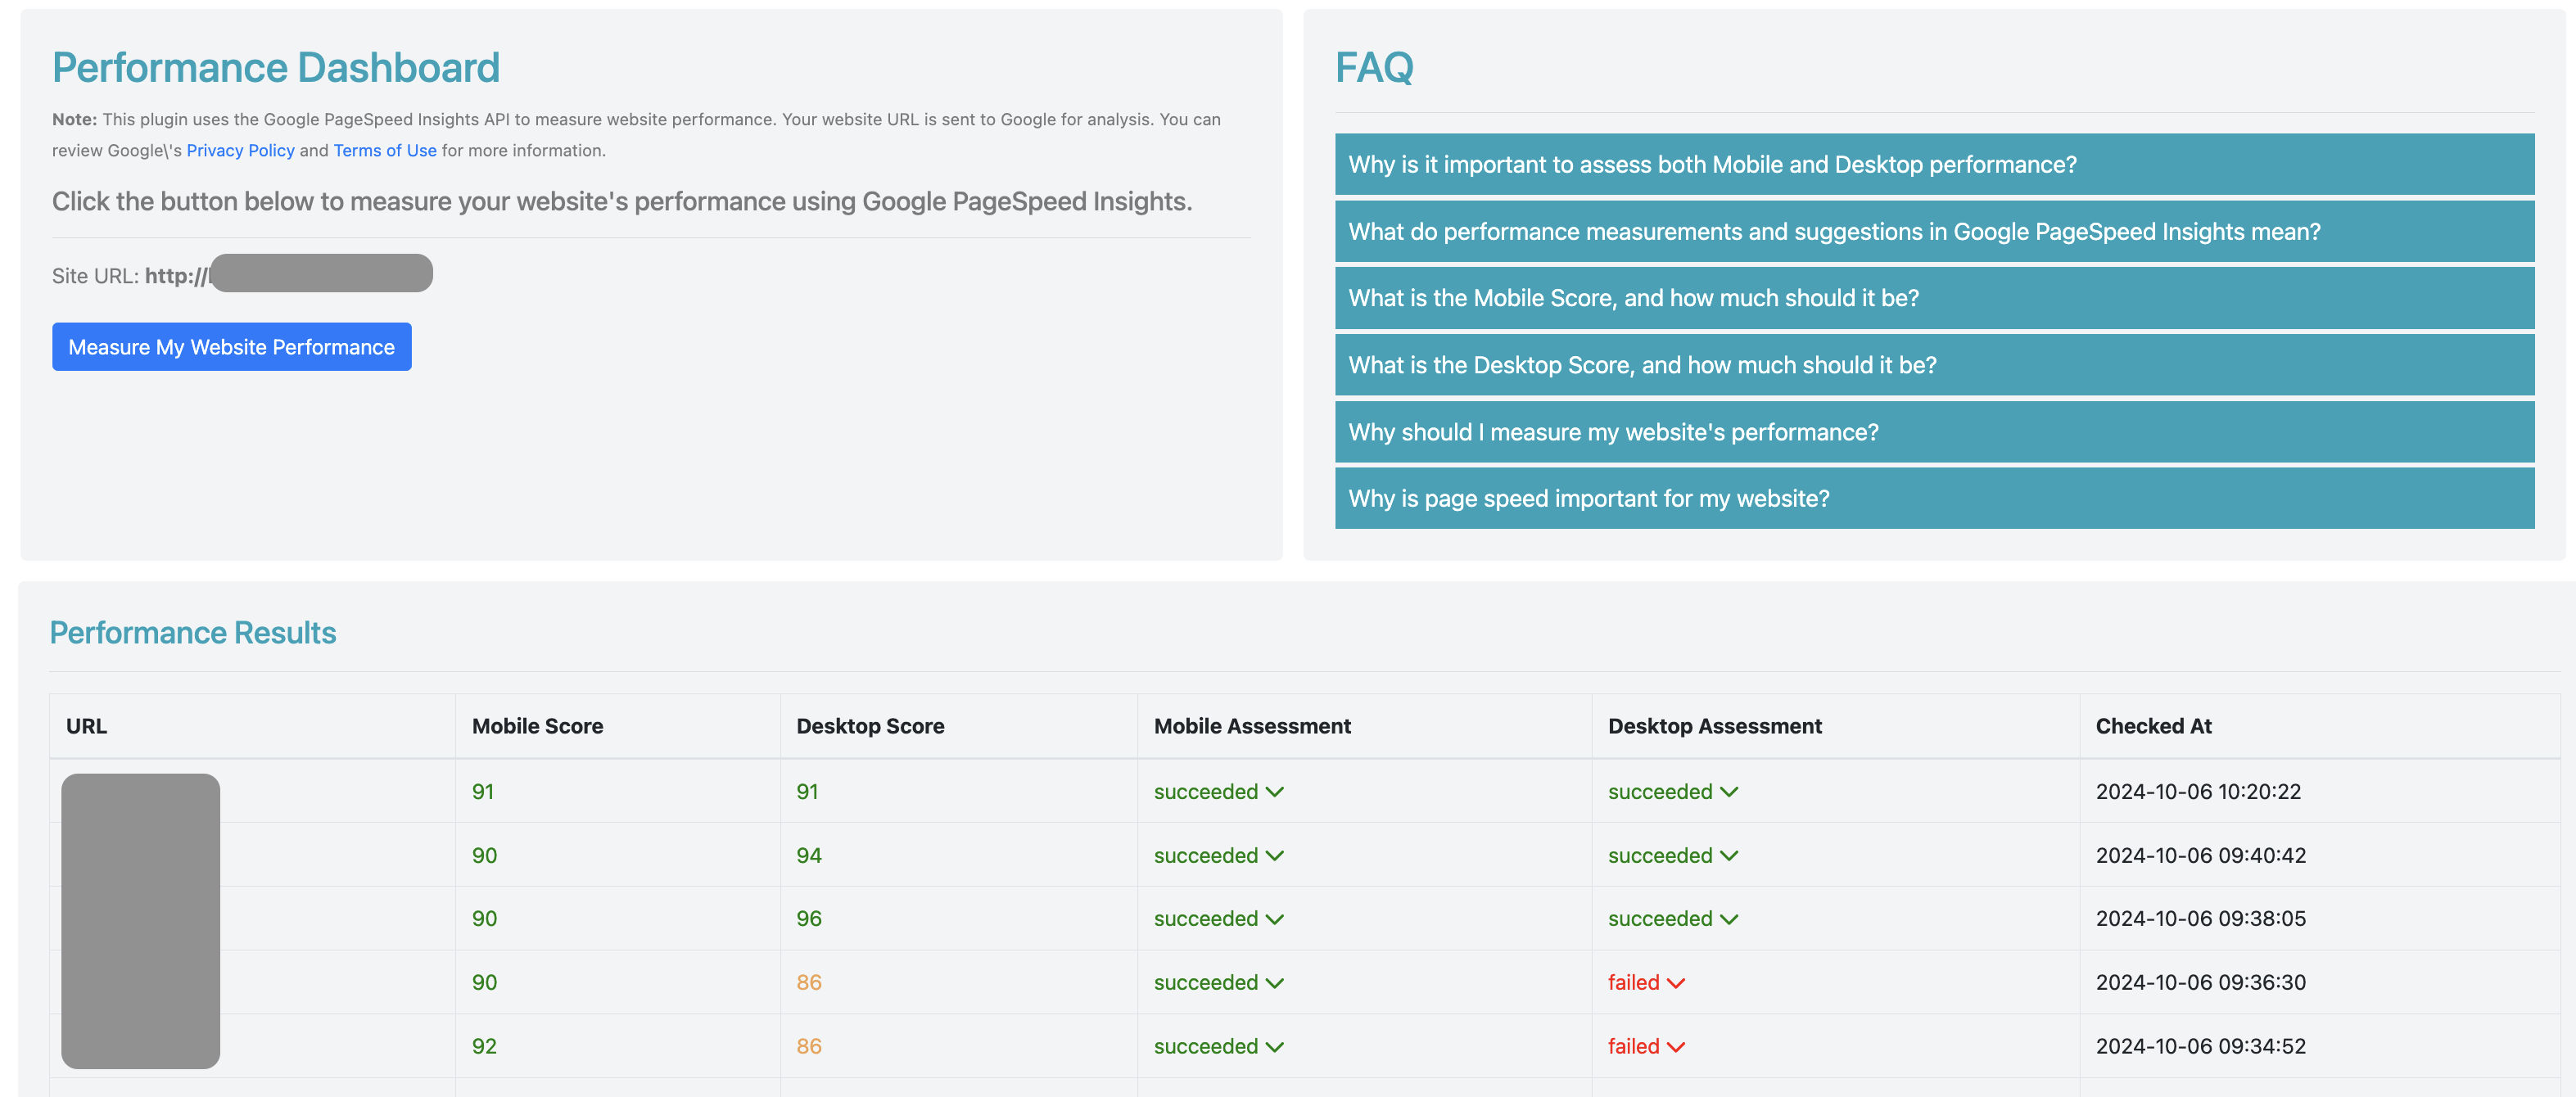 Performance Dashboard
Note: This plugin uses the Google PageSpeed Insights API to measure website performance. Your website URL is sent to Google for analysis. You can
review Google\'s Privacy Policy and Terms of Use for more information.
Click the button below to measure your website's performance using Google PageSpeed Insights.
Site URL: http://
Measure My Website Performance
FAQ
Why is it important to assess both Mobile and Desktop performance?
What do performance measurements and suggestions in Google PageSpeed Insights mean?
What is the Mobile Score, and how much should it be?
What is the Desktop Score, and how much should it be?
Why should I measure my website's performance?
Why is page speed important for my website?
Performance Results
URL Mobile Score Desktop Score Mobile Assessment Desktop Assessment Checked At
91 91 succeeded succeeded 2024-10-06 10:20:22
90 94 succeeded succeeded 2024-10-06 09:40:42
90 96 succeeded succeeded 2024-10-06 09:38:05
90 86 succeeded failed 2024-10-06 09:36:30
92 86 succeeded failed 2024-10-06 09:34:52